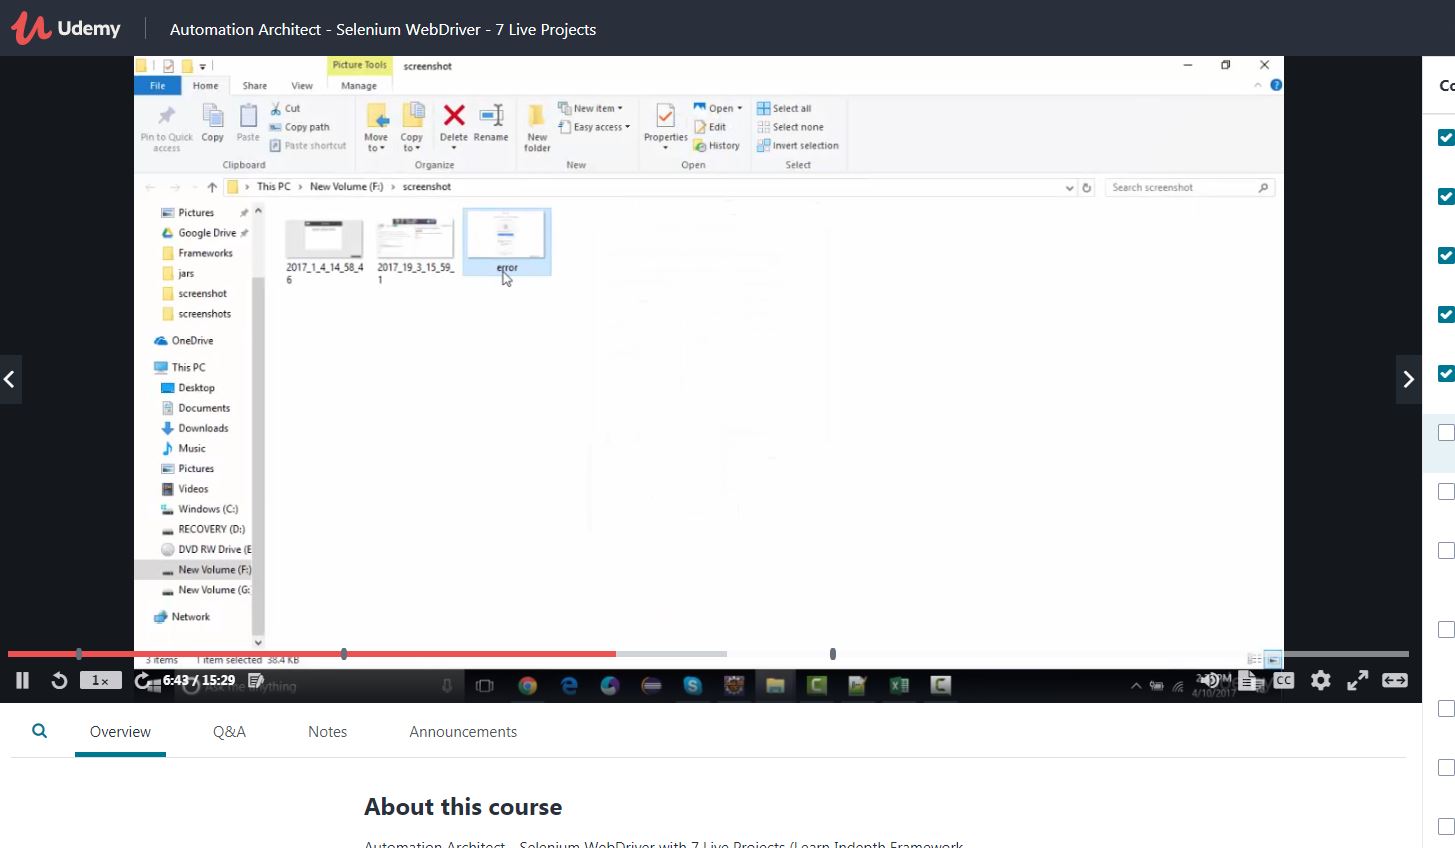 Udemy
Automation Architect - Selenium WebDriver - 7 Live Projects
Picture Tools
screenshot
File
Home
Share
View
Manage
Pin to Quick access
Copy
Paste
Cut
Copy path
Paste shortcut
Clipboard
Move to
Copy to
Delete
Rename
Organize
New folder
New item
Easy access
New
Properties
Open
Edit
History
Open
Select all
Select none
Invert selection
Select
This PC > New Volume (F:) > screenshot
Search screenshot
Pictures
Google Drive
Frameworks
jars
screenshot
screenshots
OneDrive
This PC
Desktop
Documents
Downloads
Music
Pictures
Videos
Windows (C:)
RECOVERY (D:)
DVD RW Drive (E
New Volume (F:)
New Volume (G:
Network
2017_1_4_14_58_4
6
2017_19_3_15_59_
1
error
3 items
1 item selected 38.4 KB
1x
6:43 / 15:29
Ask me anything
4/10/2017
CC
Co
Overview
Q&A
Notes
Announcements
About this course
Automation Architect - Selenium WebDriver with 7 Live Projects (Learn Indepth Framework